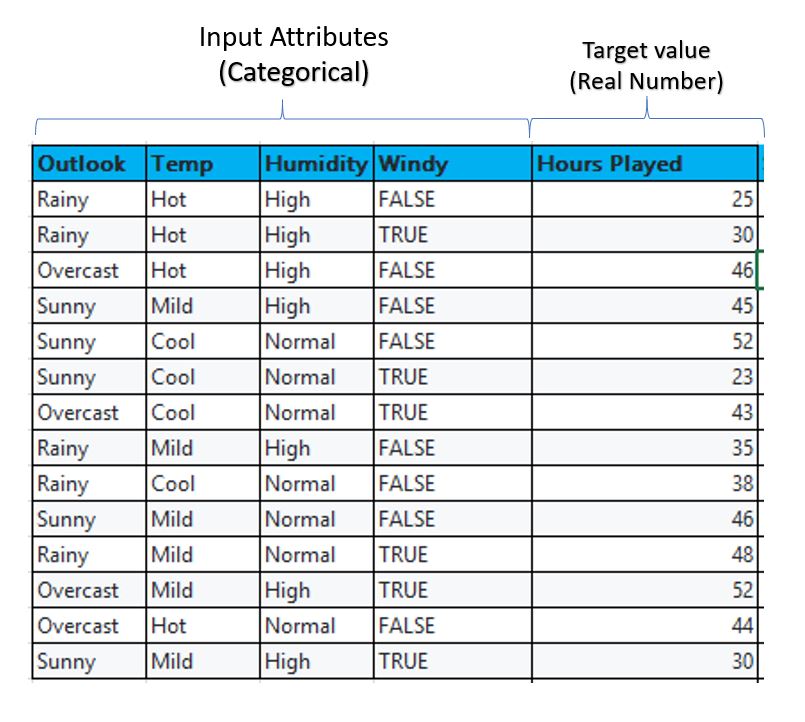 Input Attributes
(Categorical)
Target value
(Real Number)
Outlook Temp Humidity Windy Hours Played
Rainy Hot High FALSE 25
Rainy Hot High TRUE 30
Overcast Hot High FALSE 46
Sunny Mild High FALSE 45
Sunny Cool Normal FALSE 52
Sunny Cool Normal TRUE 23
Overcast Cool Normal TRUE 43
Rainy Mild High FALSE 35
Rainy Cool Normal FALSE 38
Sunny Mild Normal FALSE 46
Rainy Mild Normal TRUE 48
Overcast Mild High TRUE 52
Overcast Hot Normal FALSE 44
Sunny Mild High TRUE 30